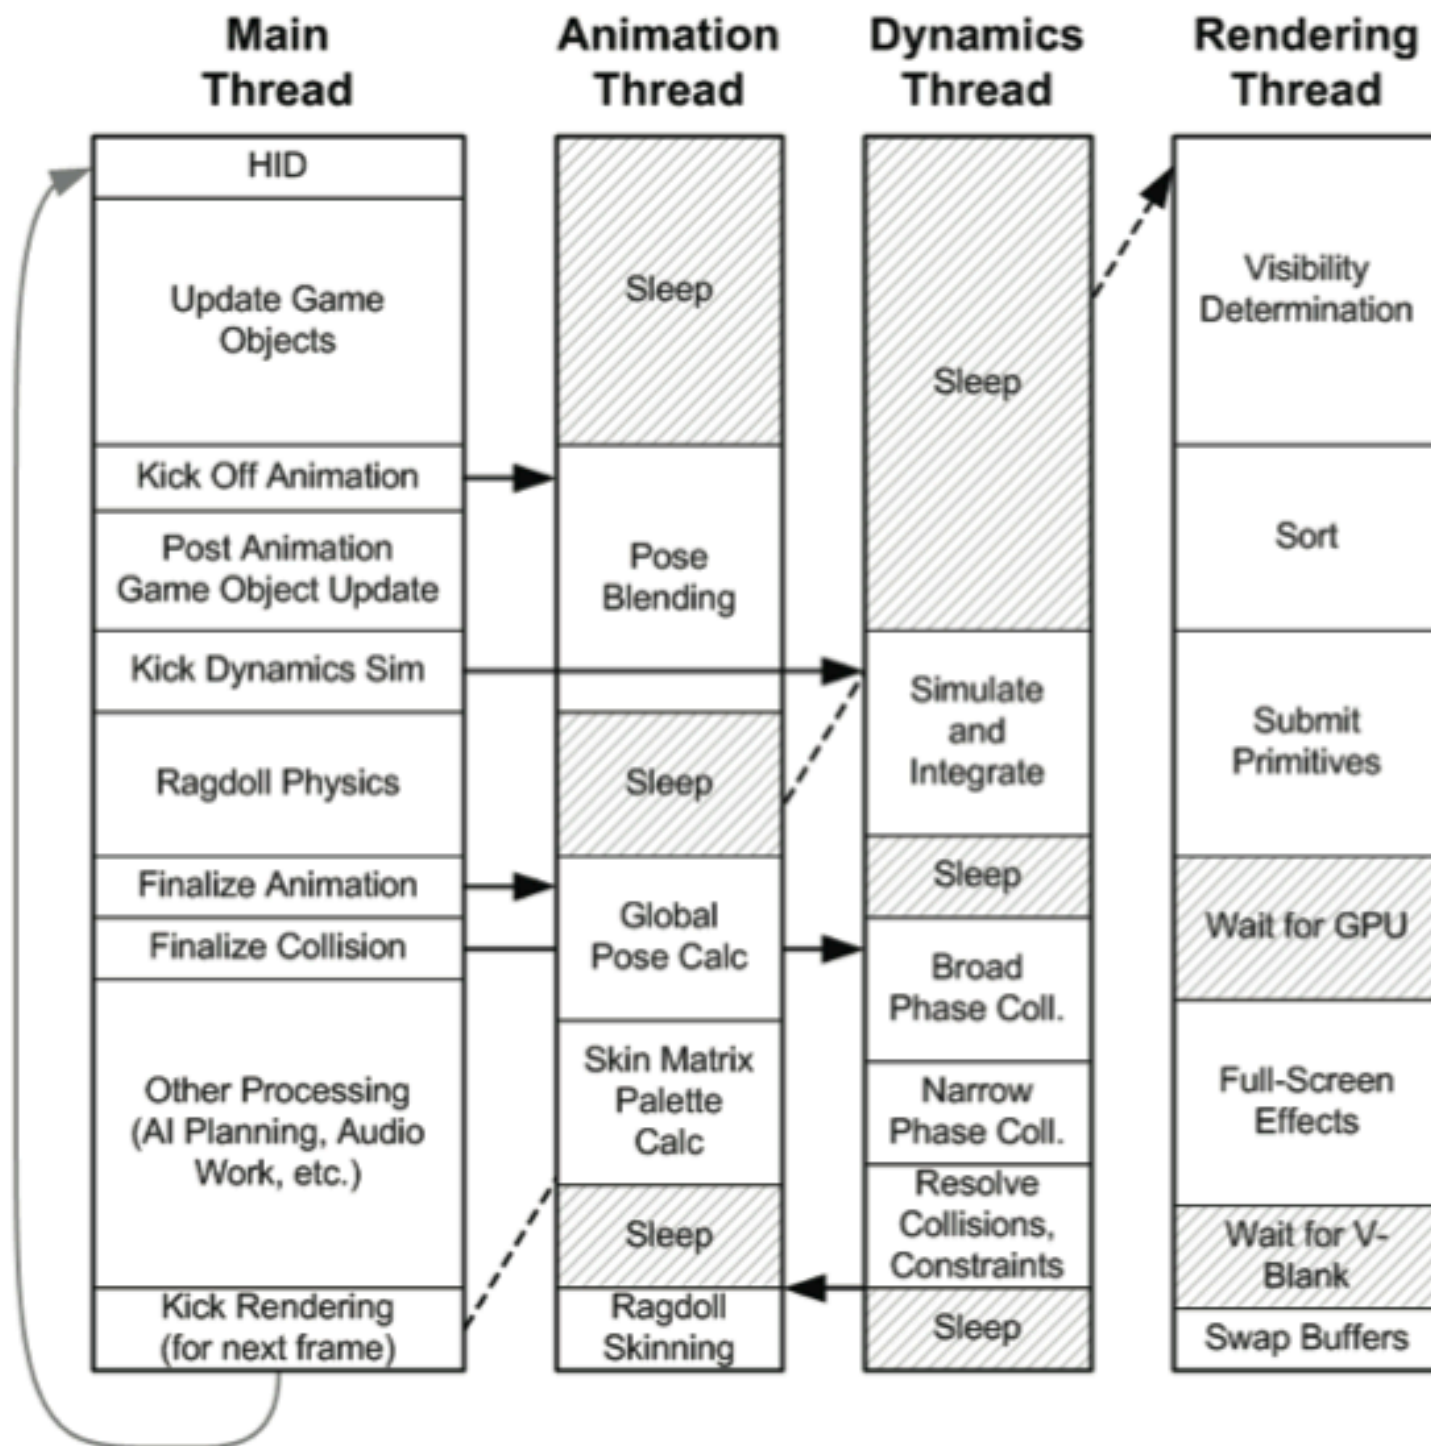 Main
Thread
Animation
Thread
Dynamics
Thread
Rendering
Thread
HID
Update Game
Objects
Kick Off Animation
Post Animation
Game Object Update
Kick Dynamics Sim
Ragdoll Physics
Finalize Animation
Finalize Collision
Other Processing
(AI Planning, Audio
Work, etc.)
Kick Rendering
(for next frame)
Sleep
Pose
Blending
Sleep
Global
Pose Calc
Skin Matrix
Palette
Calc
Sleep
Ragdoll
Skinning
Sleep
Simulate
and
Integrate
Sleep
Broad
Phase Coll.
Narrow
Phase Coll.
Resolve
Collisions,
Constraints
Sleep
Visibility
Determination
Sort
Submit
Primitives
Wait for GPU
Full-Screen
Effects
Wait for V-
Blank
Swap Buffers